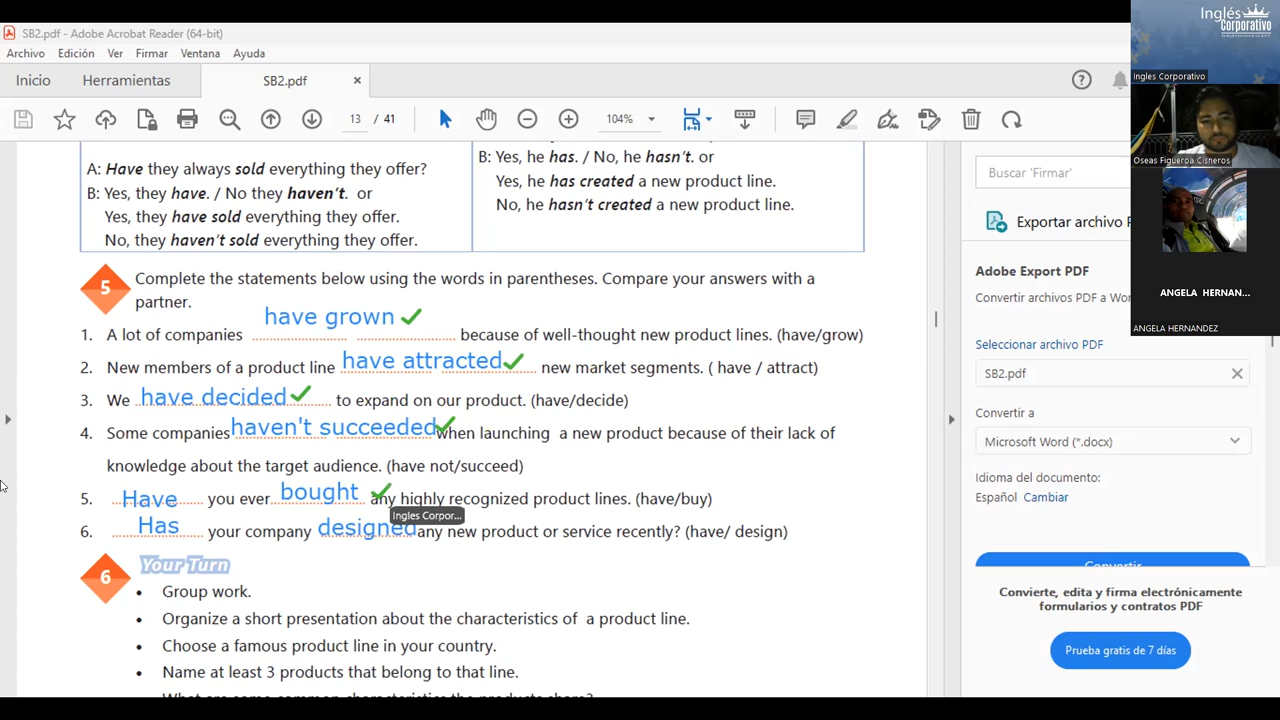 SB2.pdf - Adobe Acrobat Reader (64-bit)
Archivo Edición Ver Firmar Ventana Ayuda
Inicio Herramientas SB2.pdf ×
13 / 41 104%
A: Have they always sold everything they offer?
B: Yes, they have. / No they haven't. or
Yes, they have sold everything they offer.
No, they haven't sold everything they offer.
B: Yes, he has. / No, he hasn't. or
Yes, he has created a new product line.
No, he hasn't created a new product line.
5 Complete the statements below using the words in parentheses. Compare your answers with a
partner.
1. A lot of companies have grown because of well-thought new product lines. (have/grow)
2. New members of a product line have attracted new market segments. ( have / attract)
3. We have decided to expand on our product. (have/decide)
4. Some companies haven't succeeded when launching a new product because of their lack of
knowledge about the target audience. (have not/succeed)
5. Have you ever bought any highly recognized product lines. (have/buy)
Ingles Corpor...
6. Has your company designed any new product or service recently? (have/ design)
6 Your Turn
• Group work.
• Organize a short presentation about the characteristics of a product line.
• Choose a famous product line in your country.
• Name at least 3 products that belong to that line.
Buscar 'Firmar'
Exportar archivo
Adobe Export PDF
Convertir archivos PDF a
Seleccionar archivo PDF
SB2.pdf
Convertir a
Microsoft Word (*.docx)
Idioma del documento:
Español Cambiar
Convertir
Convierte, edita y firma electrónicamente
formularios y contratos PDF
Prueba gratis de 7 días
Inglés
Corporativo
Ingles Corporativo
Oseas Figueroa Cisneros
ANGELA HERNAN...
ANGELA HERNANDEZ